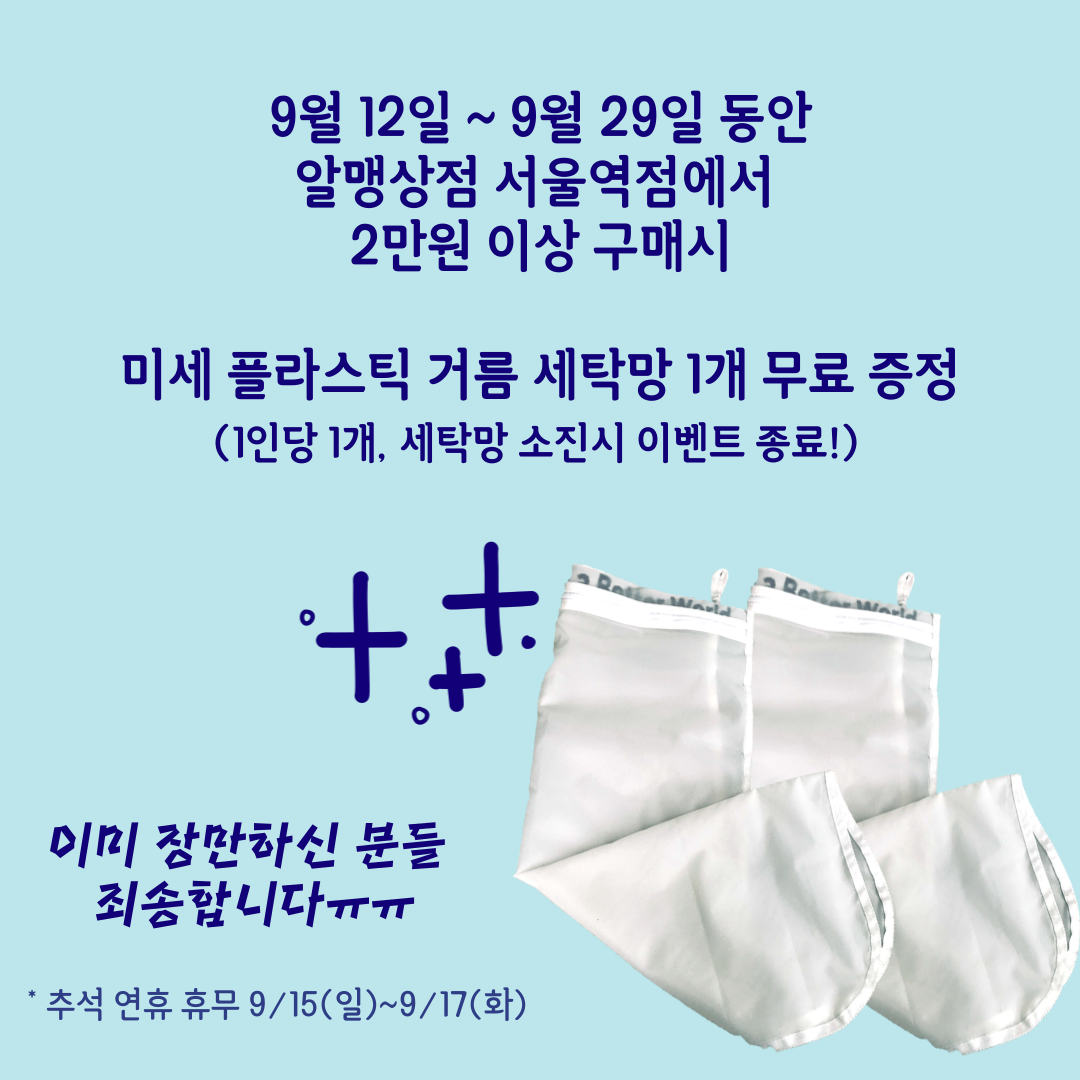 9월 12일 ~ 9월 29일 동안
알맹상점 서울역점에서
2만원 이상 구매시
미세 플라스틱 거름 세탁망 1개 무료 증정
(1인당 1개, 세탁망 소진시 이벤트 종료!)
a Better World
a Better World
이미 장만하신 분들
죄송합니다ㅠㅠ
* 추석 연휴 휴무 9/15(일)~9/17(화)